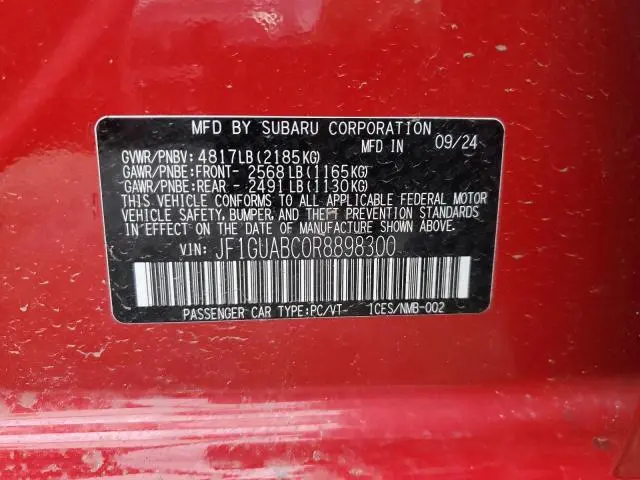 MFD BY SUBARU CORPORATION
MFD IN 09/24
GVWR/PNBV: 4817LB(2185KG)
GAWR/PNBE:FRONT- 2568LB(1165KG)
GAWR/PNBE:REAR - 2491LB(1130KG)
THIS VEHICLE CONFORMS TO ALL APPLICABLE FEDERAL MOTOR
VEHICLE SAFETY, BUMPER, AND THEFT PREVENTION STANDARDS
IN EFFECT ON THE DATE OF MANUFACTURE SHOWN ABOVE.
VIN: JF1GUABC0R8898300
PASSENGER CAR TYPE:PC/VT- 1CES/NMB-002